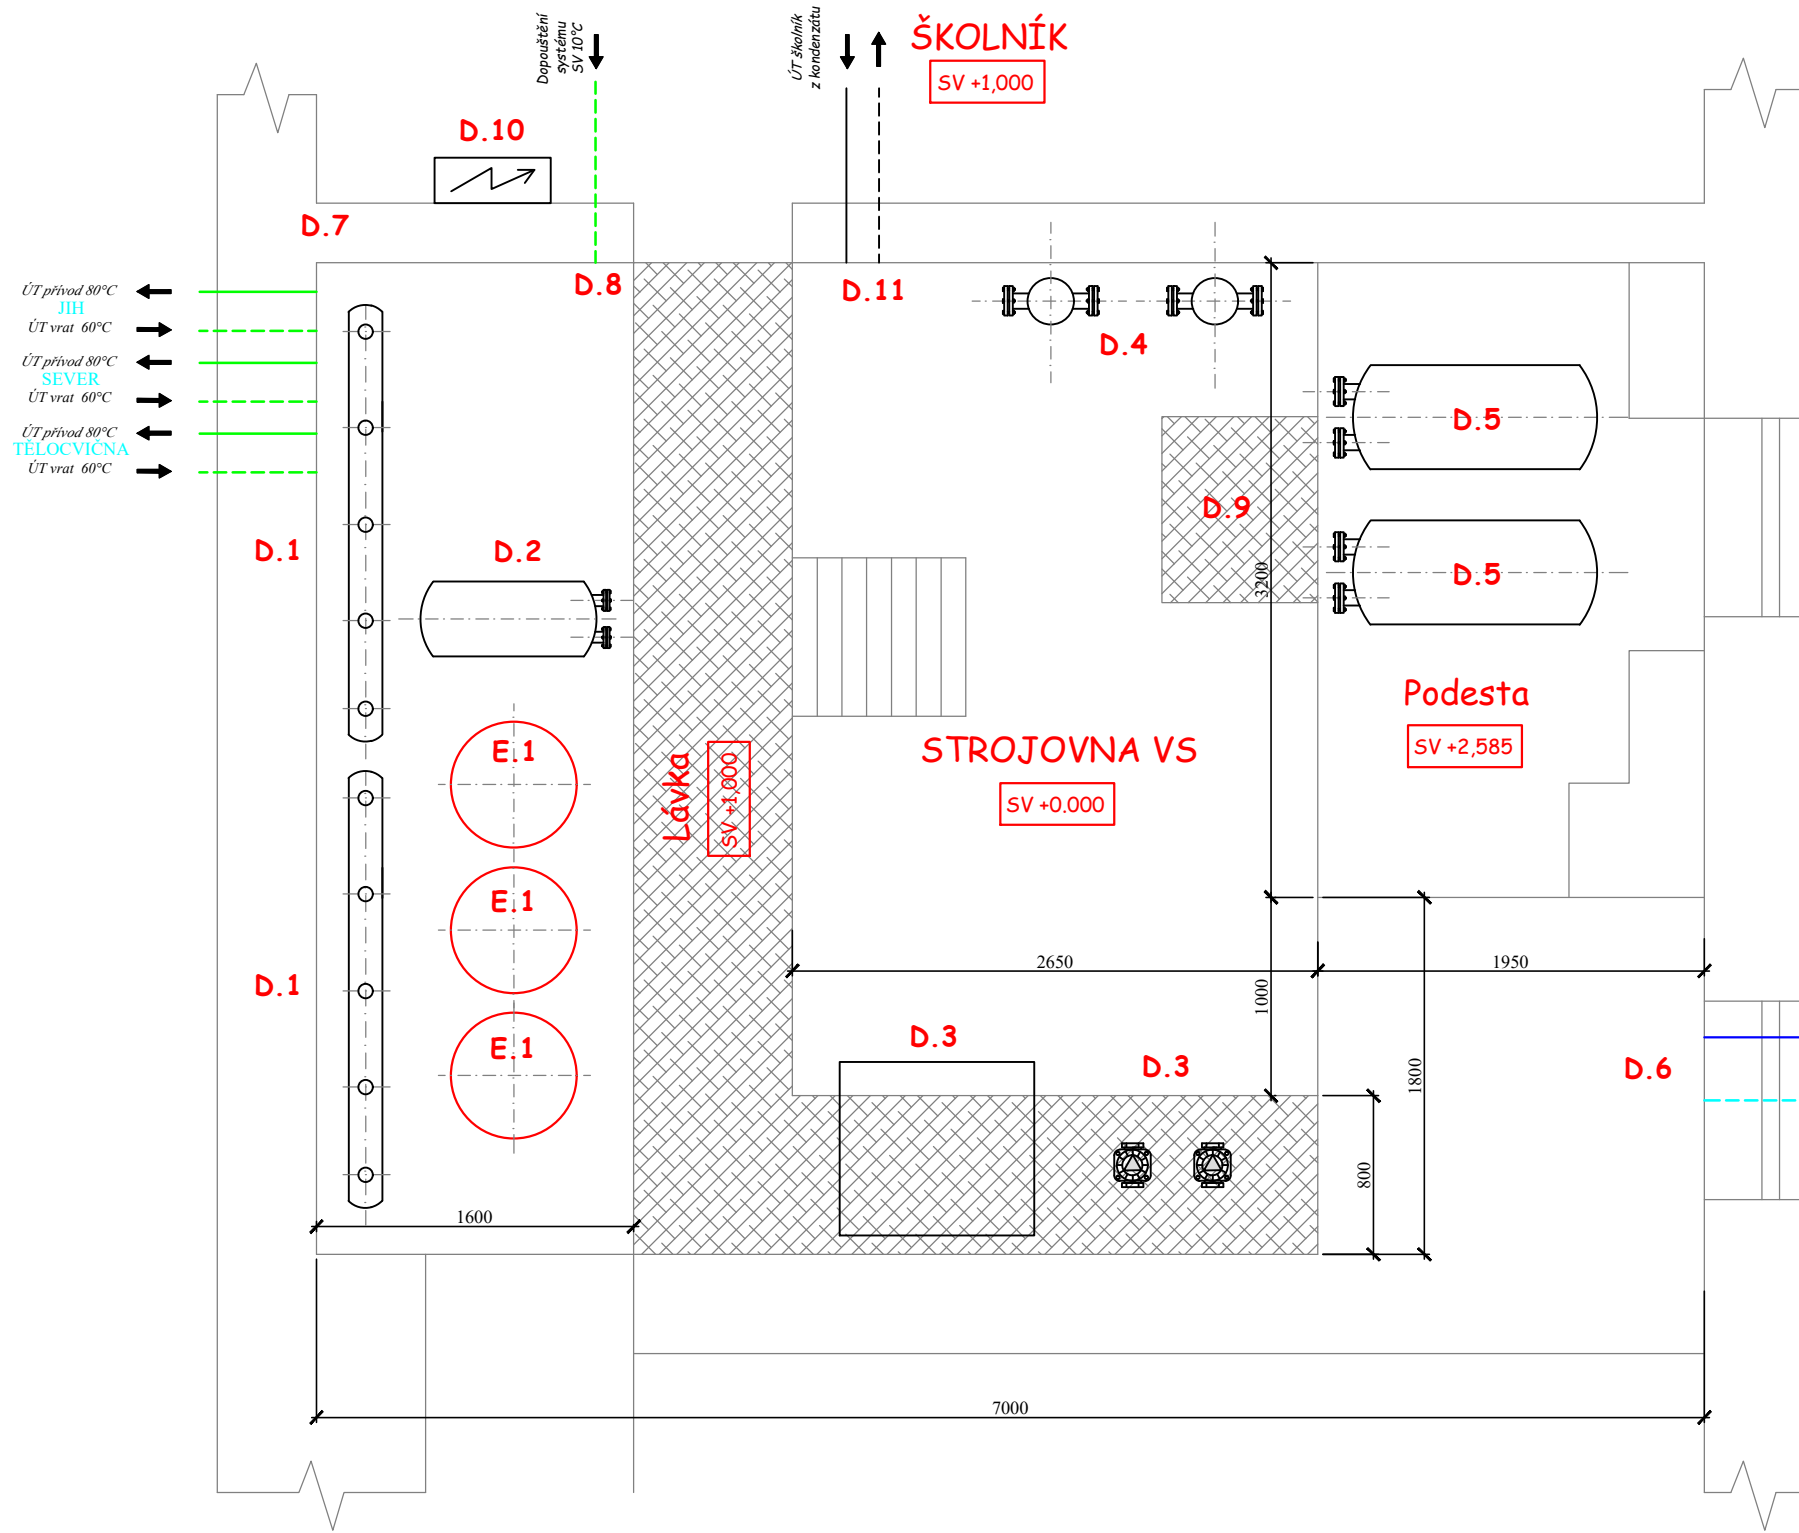 Dopouštění
systému
SV 10°C
ÚT školník
z kondenzátu
ŠKOLNÍK
SV +1,000
D.10
D.7
D.8
D.11
D.4
ÚT přívod 80°C
JIH
ÚT vrat 60°C
ÚT přívod 80°C
SEVER
ÚT vrat 60°C
ÚT přívod 80°C
TĚLOCVIČNA
ÚT vrat 60°C
D.5
D.9
D.1
D.2
D.5
3200
Podesta
SV +2,585
E.1
Lávka
SV +1,000
STROJOVNA VS
SV +0.000
E.1
2650
1950
D.1
1000
E.1
D.3
D.3
D.6
1800
800
1600
7000